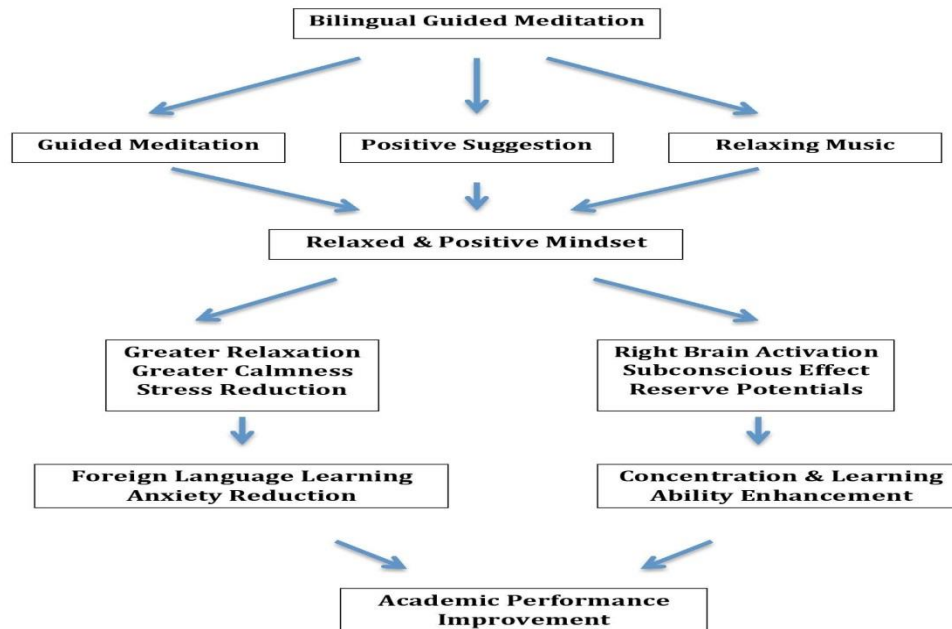 Bilingual Guided Meditation
Guided Meditation
Positive Suggestion
Relaxing Music
Relaxed & Positive Mindset
Greater Relaxation
Greater Calmness
Stress Reduction
Right Brain Activation
Subconscious Effect
Reserve Potentials
Foreign Language Learning
Anxiety Reduction
Concentration & Learning
Ability Enhancement
Academic Performance
Improvement